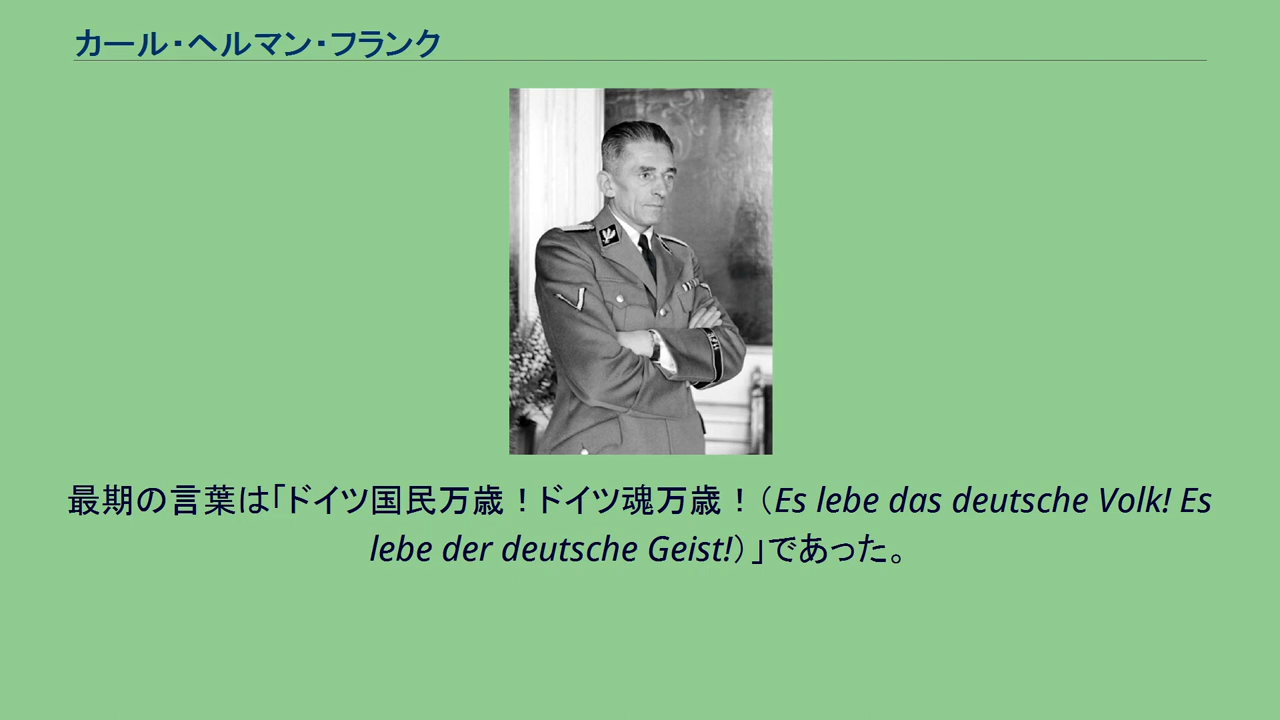 カール・ヘルマン・フランク
最期の言葉は「ドイツ国民万歳！ドイツ魂万歳！（Es lebe das deutsche Volk! Es
lebe der deutsche Geist!）」であった。